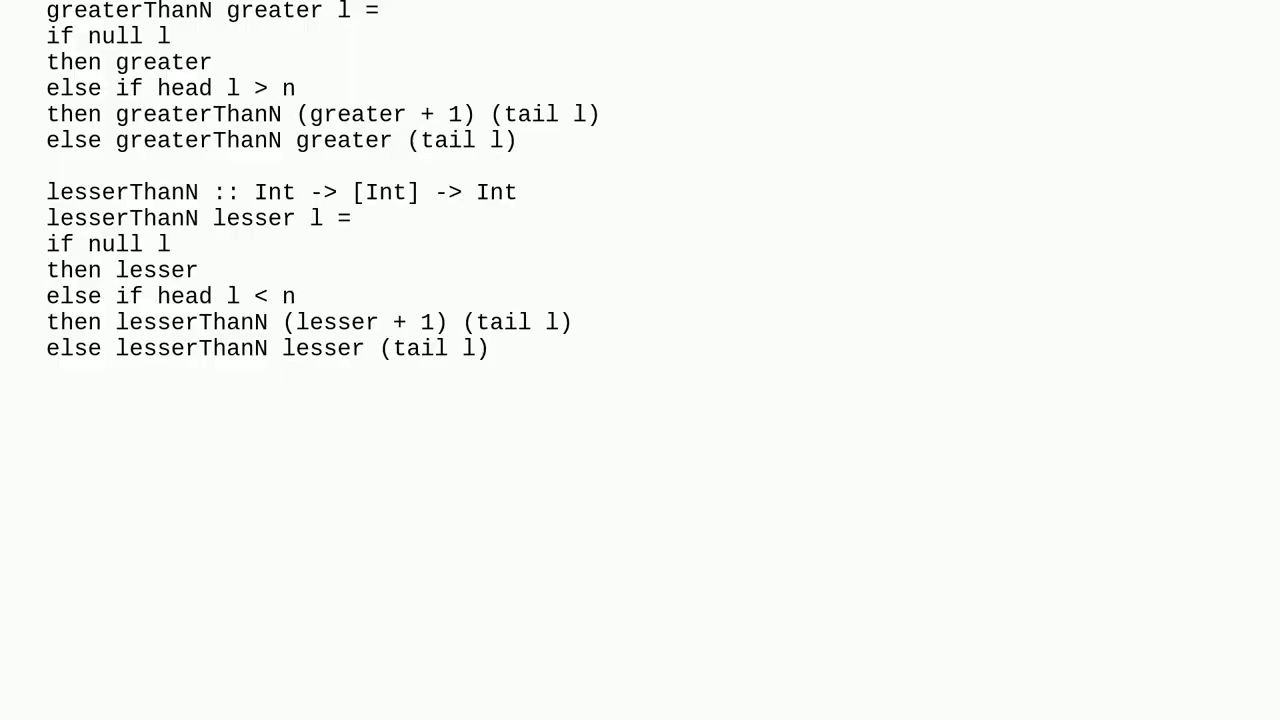 greaterThanN greater l =
if null l
then greater
else if head l > n
then greaterThanN (greater + 1) (tail l)
else greaterThanN greater (tail l)

lesserThanN :: Int -> [Int] -> Int
lesserThanN lesser l =
if null l
then lesser
else if head l < n
then lesserThanN (lesser + 1) (tail l)
else lesserThanN lesser (tail l)